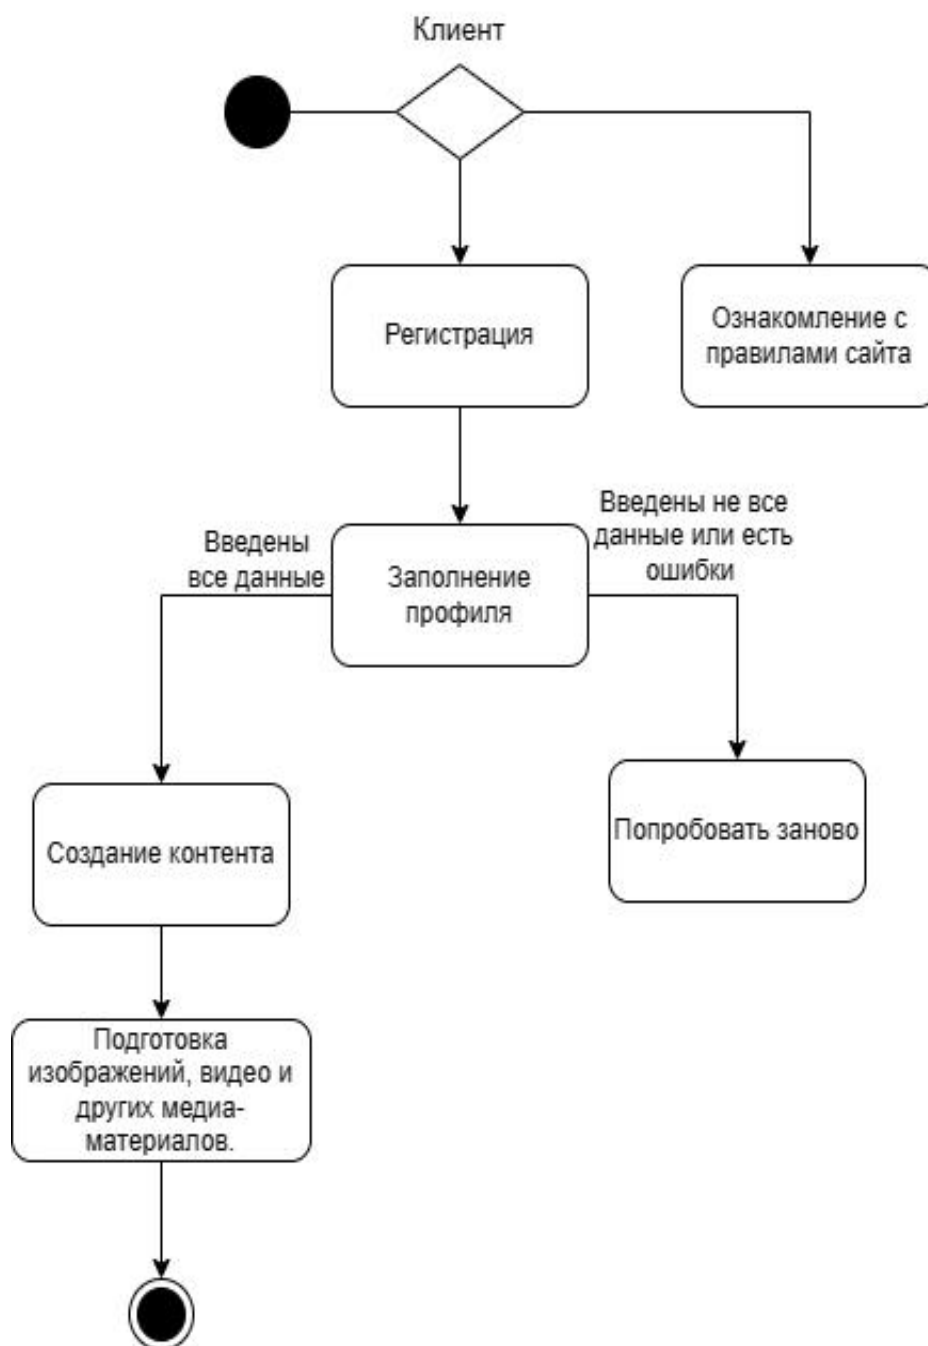 Клиент
Регистрация
Ознакомление с
правилами сайта
Введены
все данные
Заполнение
профиля
Введены не все
данные или есть
ошибки
Создание контента
Попробовать заново
Подготовка
изображений, видео и
других медиа-
материалов.